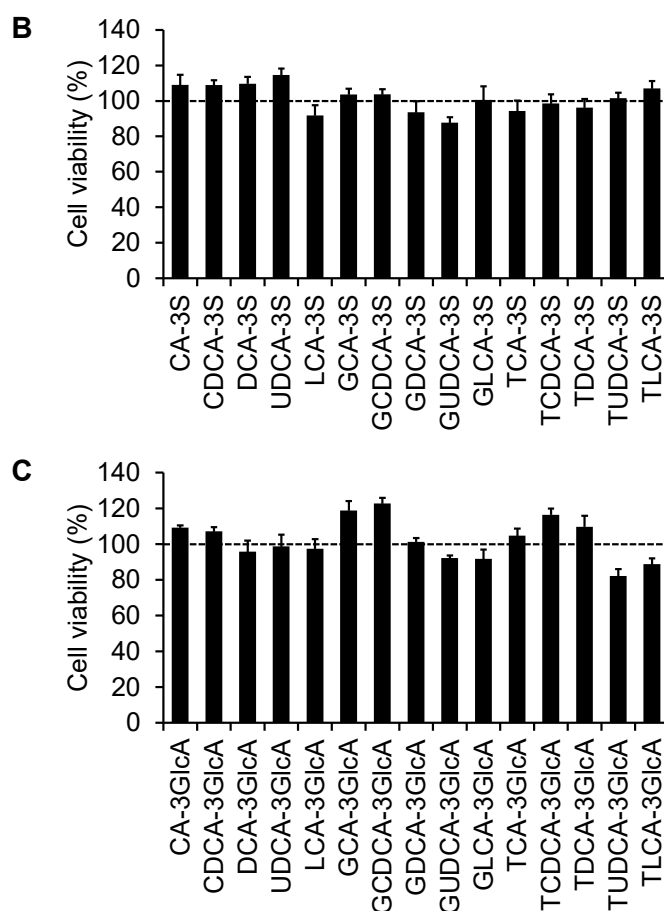 B
Cell viability (%)
140
120
100
80
60
40
20
0
CA-3S
CDCA-3S
DCA-3S
UDCA-3S
LCA-3S
GCA-3S
GCDCA-3S
GDCA-3S
GUDCA-3S
GLCA-3S
TCA-3S
TCDCA-3S
TDCA-3S
TUDCA-3S
TLCA-3S
C
Cell viability (%)
140
120
100
80
60
40
20
0
CA-3GlcA
CDCA-3GlcA
DCA-3GlcA
UDCA-3GlcA
LCA-3GlcA
GCA-3GlcA
GCDCA-3GlcA
GDCA-3GlcA
GUDCA-3GlcA
GLCA-3GlcA
TCA-3GlcA
TCDCA-3GlcA
TDCA-3GlcA
TUDCA-3GlcA
TLCA-3GlcA